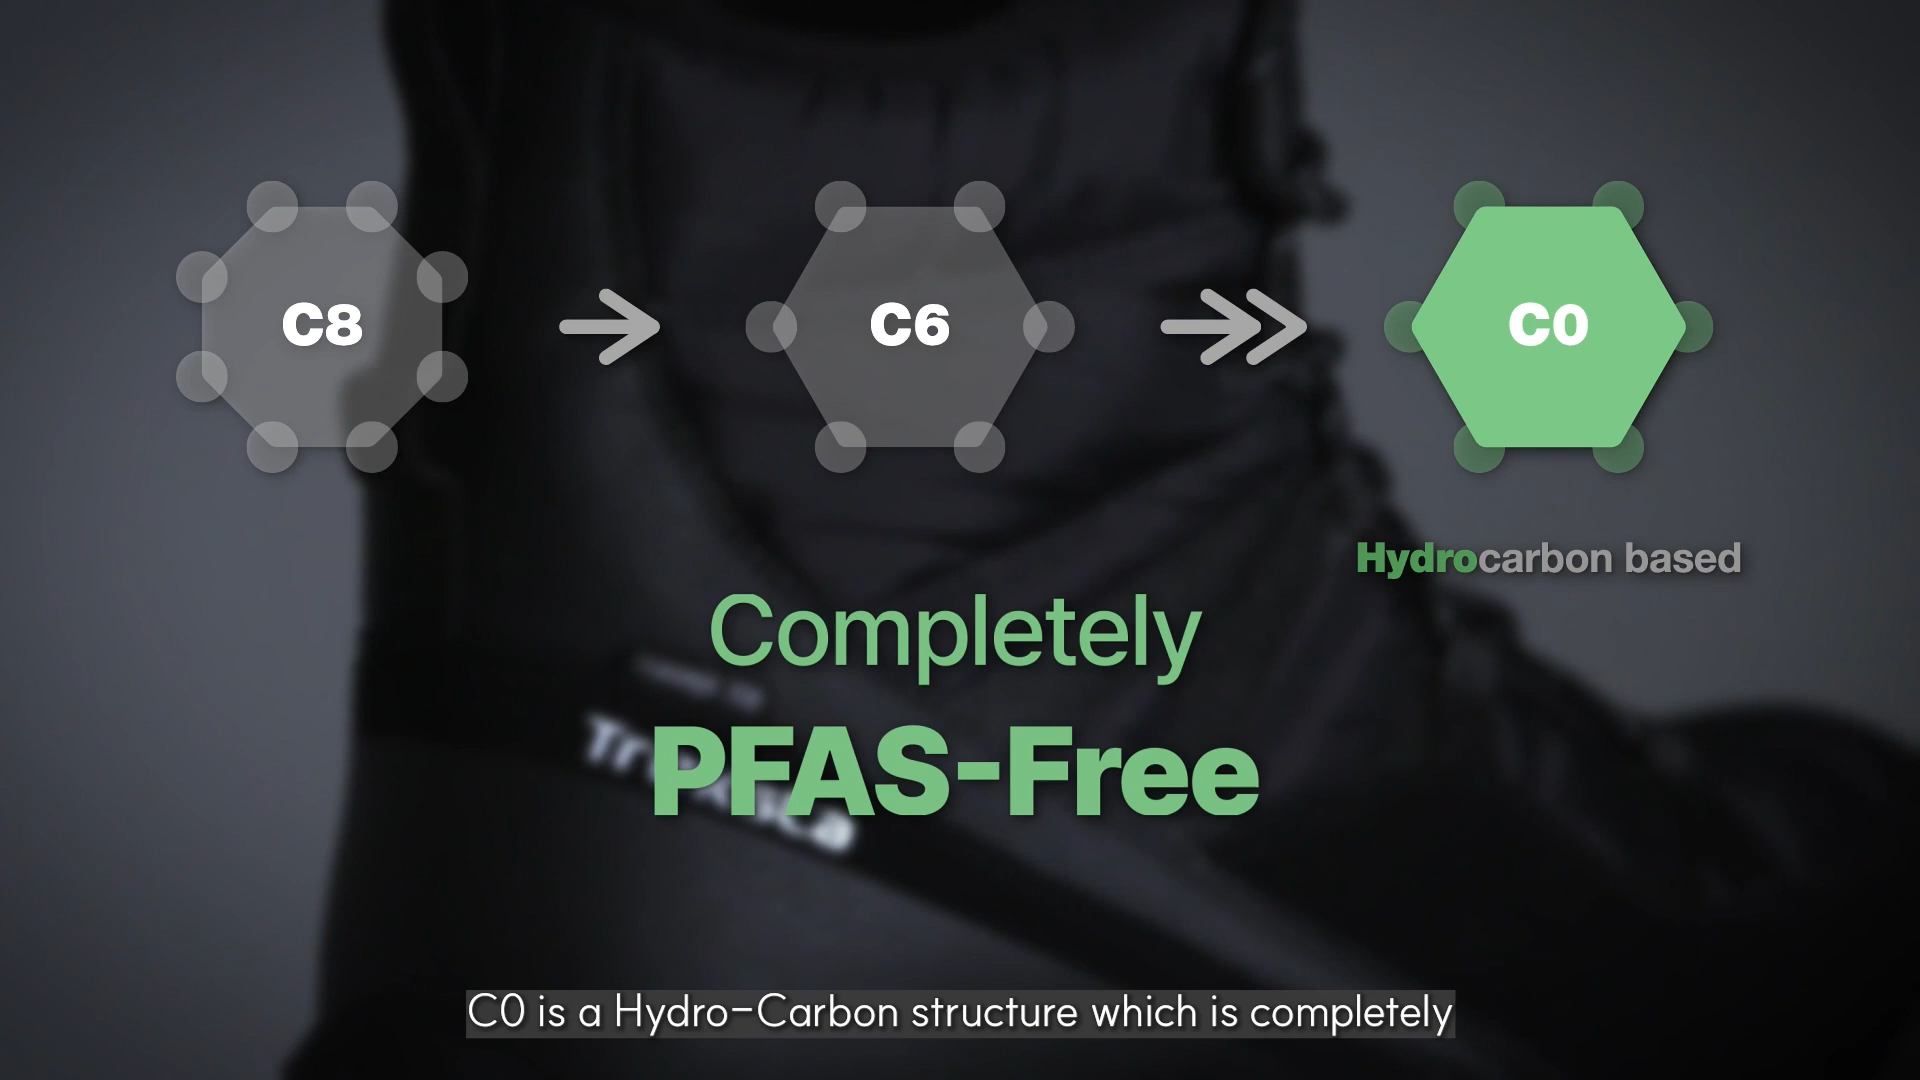 C8
C6
C0
Hydrocarbon based
Completely
PFAS-Free
C0 is a Hydro-Carbon structure which is completely